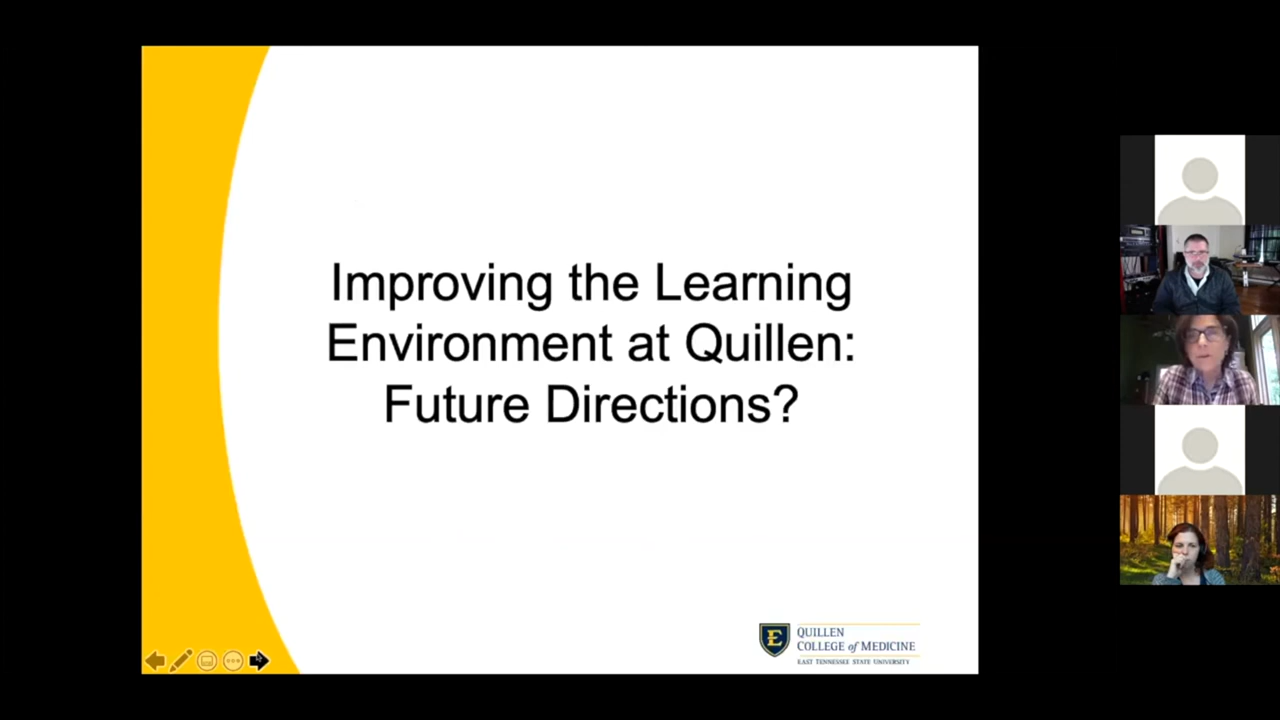 Improving the Learning
Environment at Quillen:
Future Directions?
QUILLEN
COLLEGE of MEDICINE
EAST TENNESSEE STATE UNIVERSITY
E